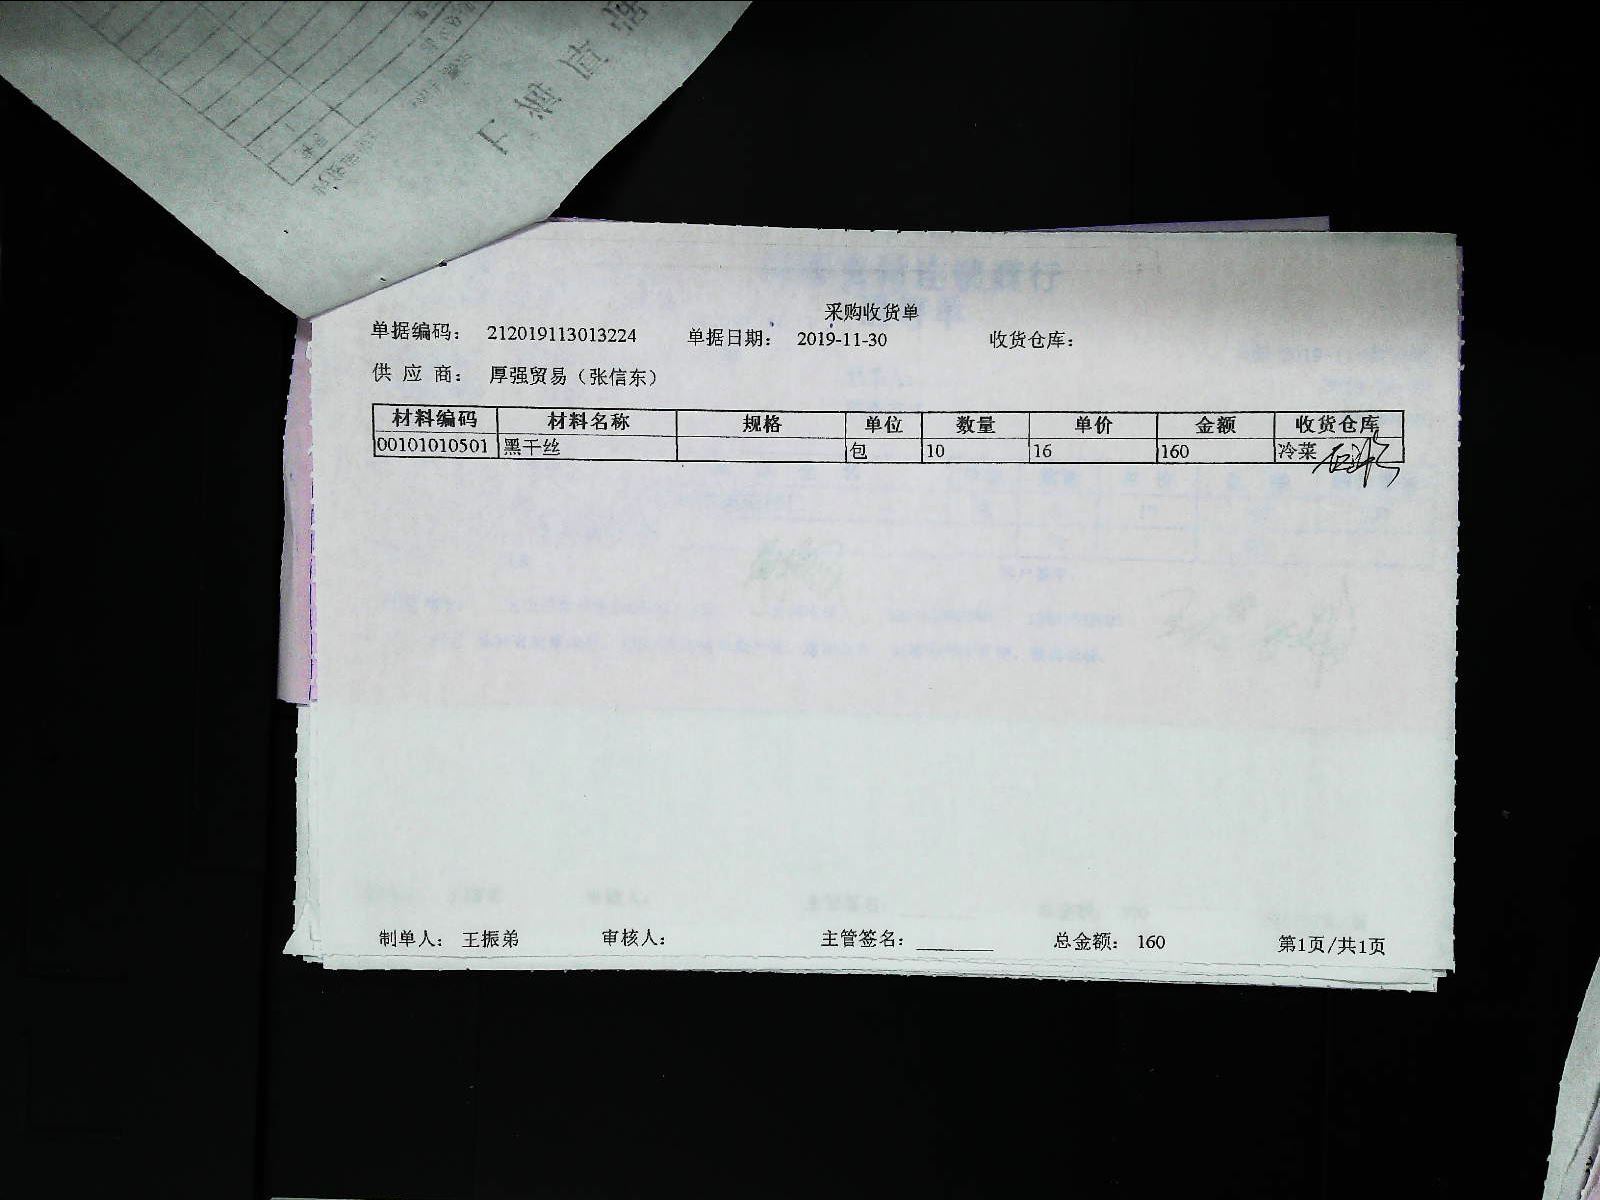 采购收货单
单据编码： 212019113013224 单据日期： 2019-11-30 收货仓库：
供 应 商： 厚强贸易（张信东）
材料编码 材料名称 规格 单位 数量 单价 金额 收货仓库
00101010501 黑干丝 包 10 16 160 冷菜
制单人： 王振弟 审核人： 主管签名： 总金额： 160 第1页/共1页